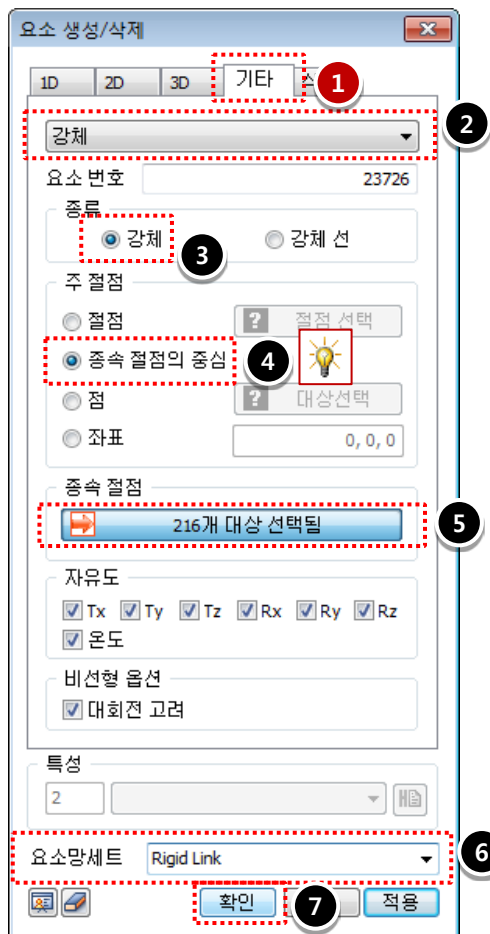 요소 생성/삭제
1D 2D 3D 기타 1
강체 2
요소 번호 23726
종류
강체 강체 선
3
주 절점
절점 ? 절점 선택
종속 절점의 중심 4
점 ? 대상선택
좌표 0, 0, 0
종속 절점
216개 대상 선택됨 5
자유도
Tx Ty Tz Rx Ry Rz
온도
비선형 옵션
대회전 고려
특성
2
요소망세트 Rigid Link 6
확인 7 적용